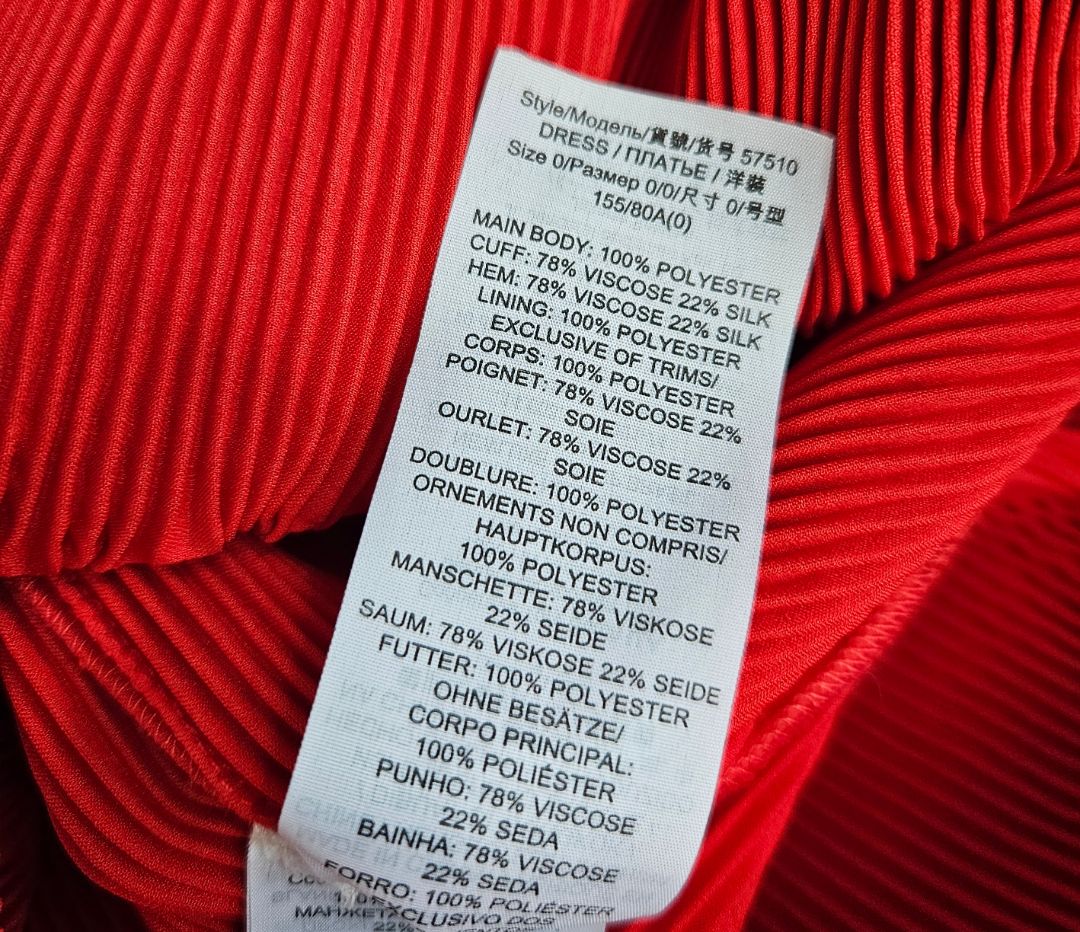 Style/Модель/貨號/货号 57510
DRESS / ПЛАТЬЕ / 洋裝
Size 0/Размер 0/0/尺寸 0/号型
155/80A(0)
MAIN BODY: 100% POLYESTER
CUFF: 78% VISCOSE 22% SILK
HEM: 78% VISCOSE 22% SILK
LINING: 100% POLYESTER
EXCLUSIVE OF TRIMS/
CORPS: 100% POLYESTER
POIGNET: 78% VISCOSE 22%
SOIE
OURLET: 78% VISCOSE 22%
SOIE
DOUBLURE: 100% POLYESTER
ORNEMENTS NON COMPRIS/
HAUPTKORPUS:
100% POLYESTER
MANSCHETTE: 78% VISKOSE
22% SEIDE
SAUM: 78% VISKOSE 22% SEIDE
FUTTER: 100% POLYESTER
OHNE BESÄTZE/
CORPO PRINCIPAL:
100% POLIÉSTER
PUNHO: 78% VISCOSE
22% SEDA
BAINHA: 78% VISCOSE
22% SEDA
FORRO: 100% POLIÉSTER
DOS
22%